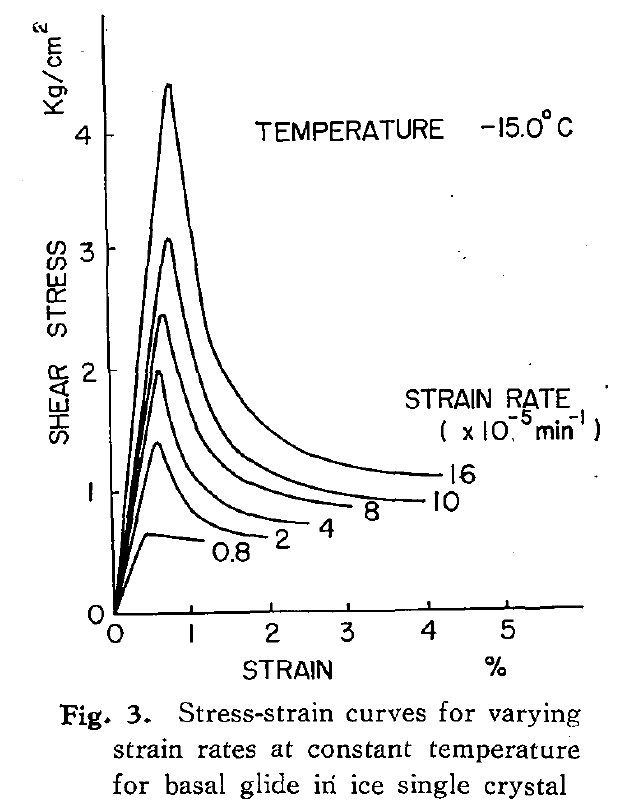 Kg/cm²
4
TEMPERATURE -15.0°C
3
SHEAR STRESS
2
STRAIN RATE
( x10⁻⁵ min⁻¹ )
16
1
10
8
4
2
0.8
0
0 1 2 3 4 5
STRAIN %
Fig. 3. Stress-strain curves for varying
strain rates at constant temperature
for basal glide in ice single crystal